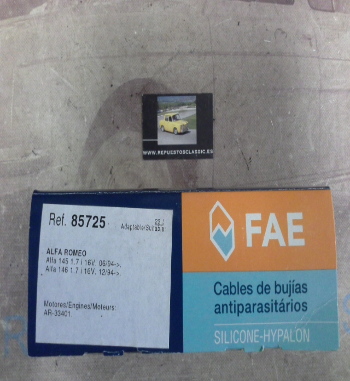 WWW.REPUESTOSCLASSIC.ES
Ref. 85725
ALFA ROMEO
Alfa 145 1.7 i 16V. 06/94->.
Alfa 146 1.7 i 16V. 12/94->.
Motores/Engines/Moteurs:
AR-33401
FAE
Cables de bujías
antiparasitários
SILICONE-HYPALON